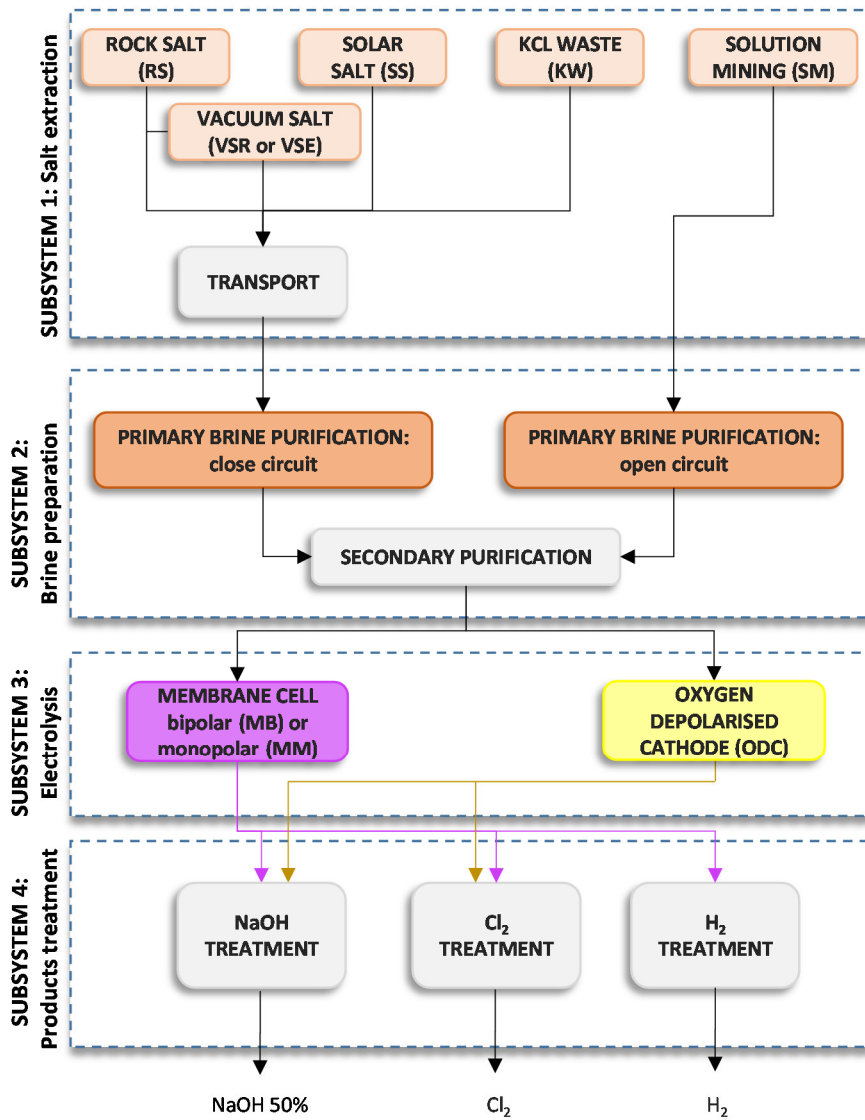 SUBSYSTEM 1: Salt extraction
ROCK SALT
(RS)
SOLAR
SALT (SS)
KCL WASTE
(KW)
SOLUTION
MINING (SM)
VACUUM SALT
(VSR or VSE)
TRANSPORT
SUBSYSTEM 2:
Brine preparation
PRIMARY BRINE PURIFICATION:
close circuit
PRIMARY BRINE PURIFICATION:
open circuit
SECONDARY PURIFICATION
SUBSYSTEM 3:
Electrolysis
MEMBRANE CELL
bipolar (MB) or
monopolar (MM)
OXYGEN
DEPOLARISED
CATHODE (ODC)
SUBSYSTEM 4:
Products treatment
NaOH
TREATMENT
Cl₂
TREATMENT
H₂
TREATMENT
NaOH 50%
Cl₂
H₂